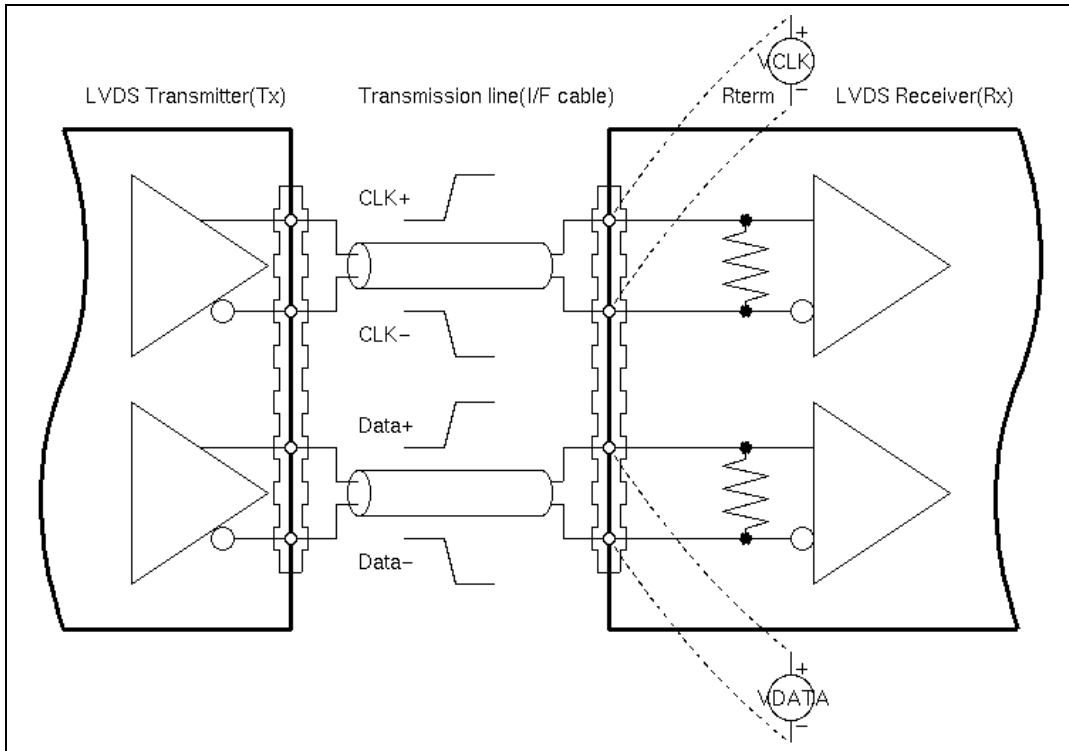 LVDS Transmitter(Tx)
Transmission line(I/F cable)
Rterm
LVDS Receiver(Rx)
+
VCLK
−
CLK+
CLK−
Data+
Data−
+
VDATA
−